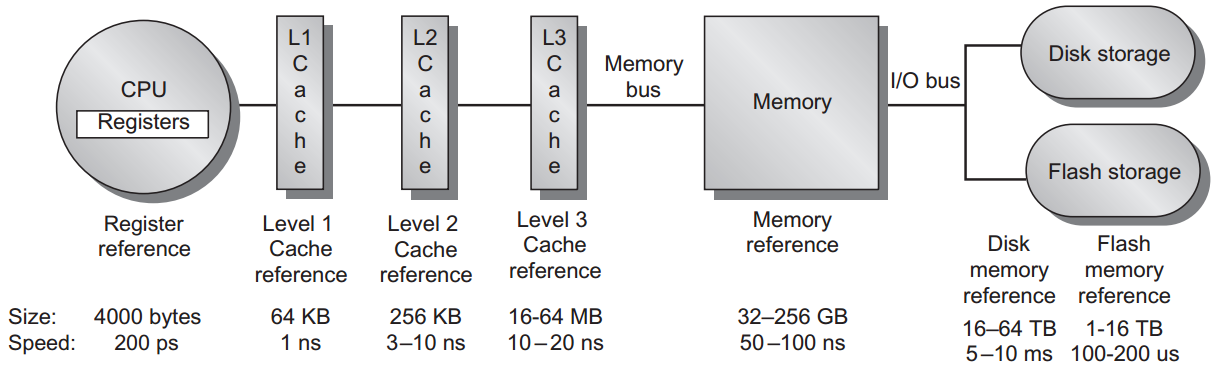 CPU
Registers
L1
Cache
L2
Cache
L3
Cache
Memory
bus
Memory
I/O bus
Disk storage
Flash storage
Register
reference
Level 1
Cache
reference
Level 2
Cache
reference
Level 3
Cache
reference
Memory
reference
Disk
memory
reference
Flash
memory
reference
Size: 4000 bytes 64 KB 256 KB 16-64 MB 32–256 GB 16–64 TB 1-16 TB
Speed: 200 ps 1 ns 3–10 ns 10–20 ns 50–100 ns 5–10 ms 100-200 us